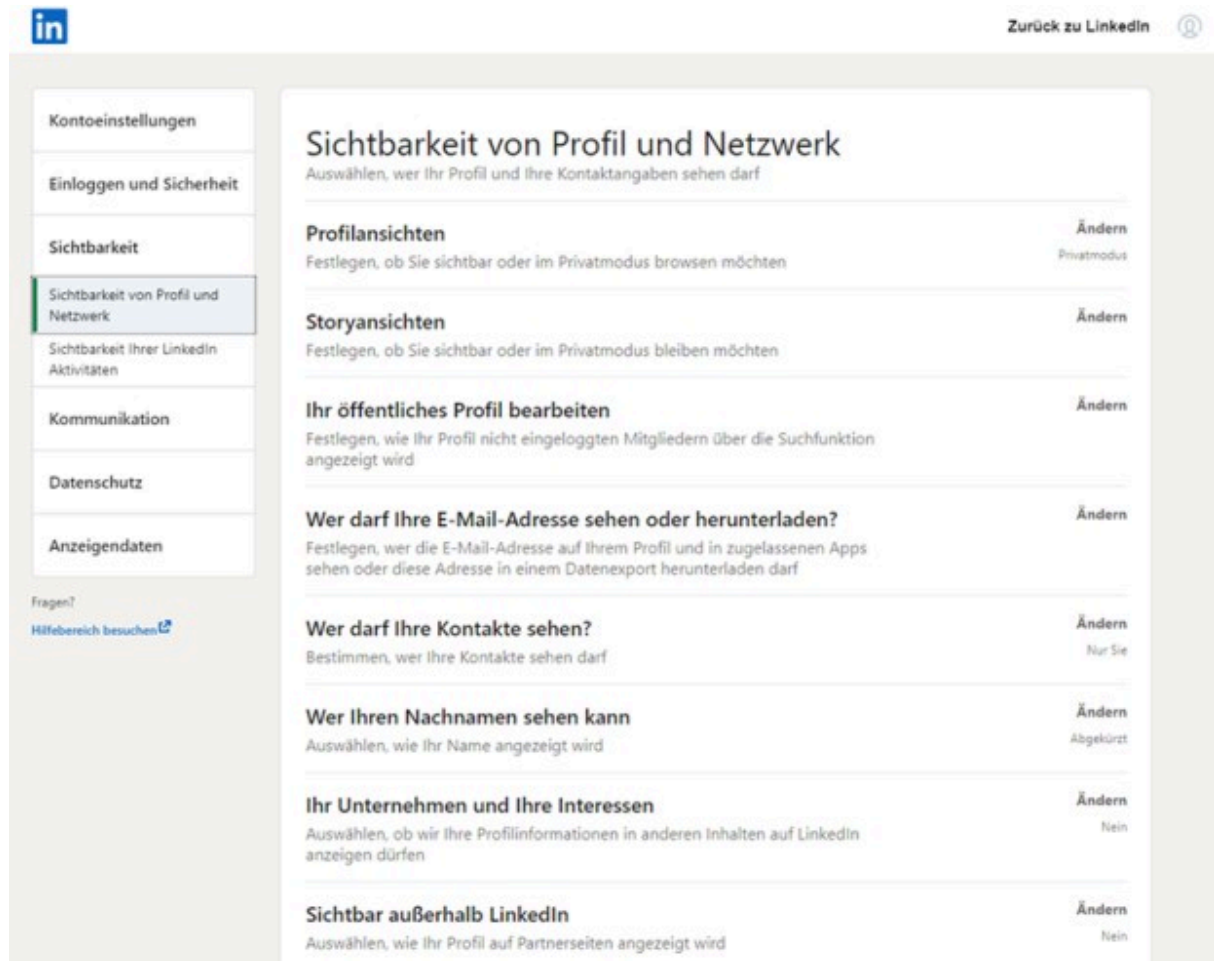 in
Zurück zu LinkedIn
Kontoeinstellungen
Einloggen und Sicherheit
Sichtbarkeit
Sichtbarkeit von Profil und
Netzwerk
Sichtbarkeit Ihrer LinkedIn
Aktivitäten
Kommunikation
Datenschutz
Anzeigendaten
Fragen?
Hilfebereich besuchen
Sichtbarkeit von Profil und Netzwerk
Auswählen, wer Ihr Profil und Ihre Kontaktangaben sehen darf
Profilansichten
Ändern
Festlegen, ob Sie sichtbar oder im Privatmodus browsen möchten
Privatmodus
Storyansichten
Ändern
Festlegen, ob Sie sichtbar oder im Privatmodus bleiben möchten
Ihr öffentliches Profil bearbeiten
Ändern
Festlegen, wie Ihr Profil nicht eingeloggten Mitgliedern über die Suchfunktion
angezeigt wird
Wer darf Ihre E-Mail-Adresse sehen oder herunterladen?
Ändern
Festlegen, wer die E-Mail-Adresse auf Ihrem Profil und in zugelassenen Apps
sehen oder diese Adresse in einem Datenexport herunterladen darf
Wer darf Ihre Kontakte sehen?
Ändern
Bestimmen, wer Ihre Kontakte sehen darf
Nur Sie
Wer Ihren Nachnamen sehen kann
Ändern
Auswählen, wie Ihr Name angezeigt wird
Abgekürzt
Ihr Unternehmen und Ihre Interessen
Ändern
Auswählen, ob wir Ihre Profilinformationen in anderen Inhalten auf LinkedIn
anzeigen dürfen
Nein
Sichtbar außerhalb LinkedIn
Ändern
Auswählen, wie Ihr Profil auf Partnerseiten angezeigt wird
Nein